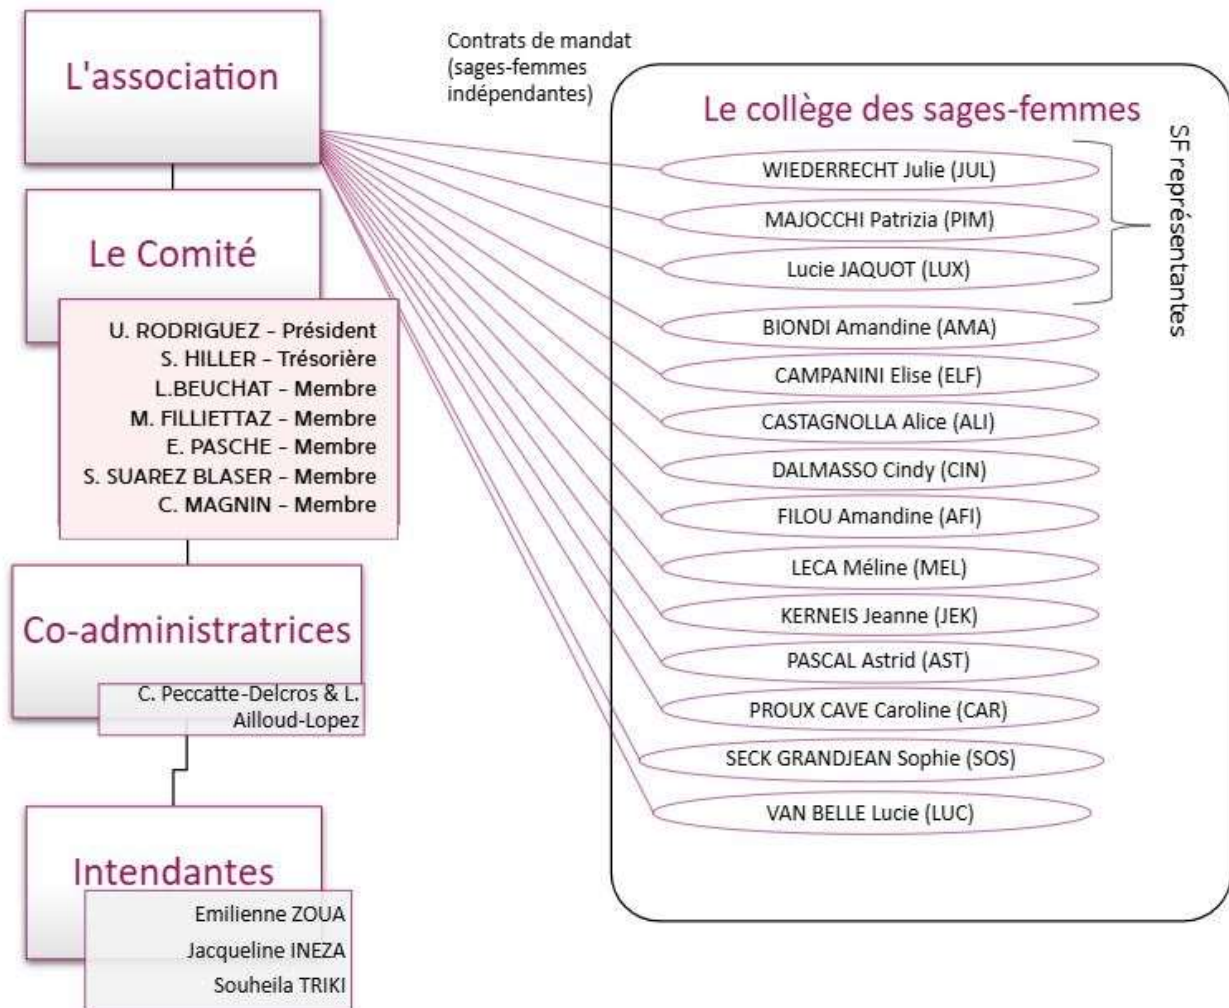 L'association
Le Comité
U. RODRIGUEZ – Président
S. HILLER – Trésorière
L.BEUCHAT – Membre
M. FILLIETTAZ – Membre
E. PASCHE – Membre
S. SUAREZ BLASER – Membre
C. MAGNIN – Membre
Co-administratrices
C. Peccatte-Delcros & L.
Ailloud-Lopez
Intendantes
Emilienne ZOUA
Jacqueline INEZA
Souheila TRIKI
Contrats de mandat
(sages-femmes
indépendantes)
Le collège des sages-femmes
WIEDERRECHT Julie (JUL)
MAJOCCHI Patrizia (PIM)
Lucie JAQUOT (LUX)
BIONDI Amandine (AMA)
CAMPANINI Elise (ELF)
CASTAGNOLLA Alice (ALI)
DALMASSO Cindy (CIN)
FILOU Amandine (AFI)
LECA Méline (MEL)
KERNEIS Jeanne (JEK)
PASCAL Astrid (AST)
PROUX CAVE Caroline (CAR)
SECK GRANDJEAN Sophie (SOS)
VAN BELLE Lucie (LUC)
SF représentantes